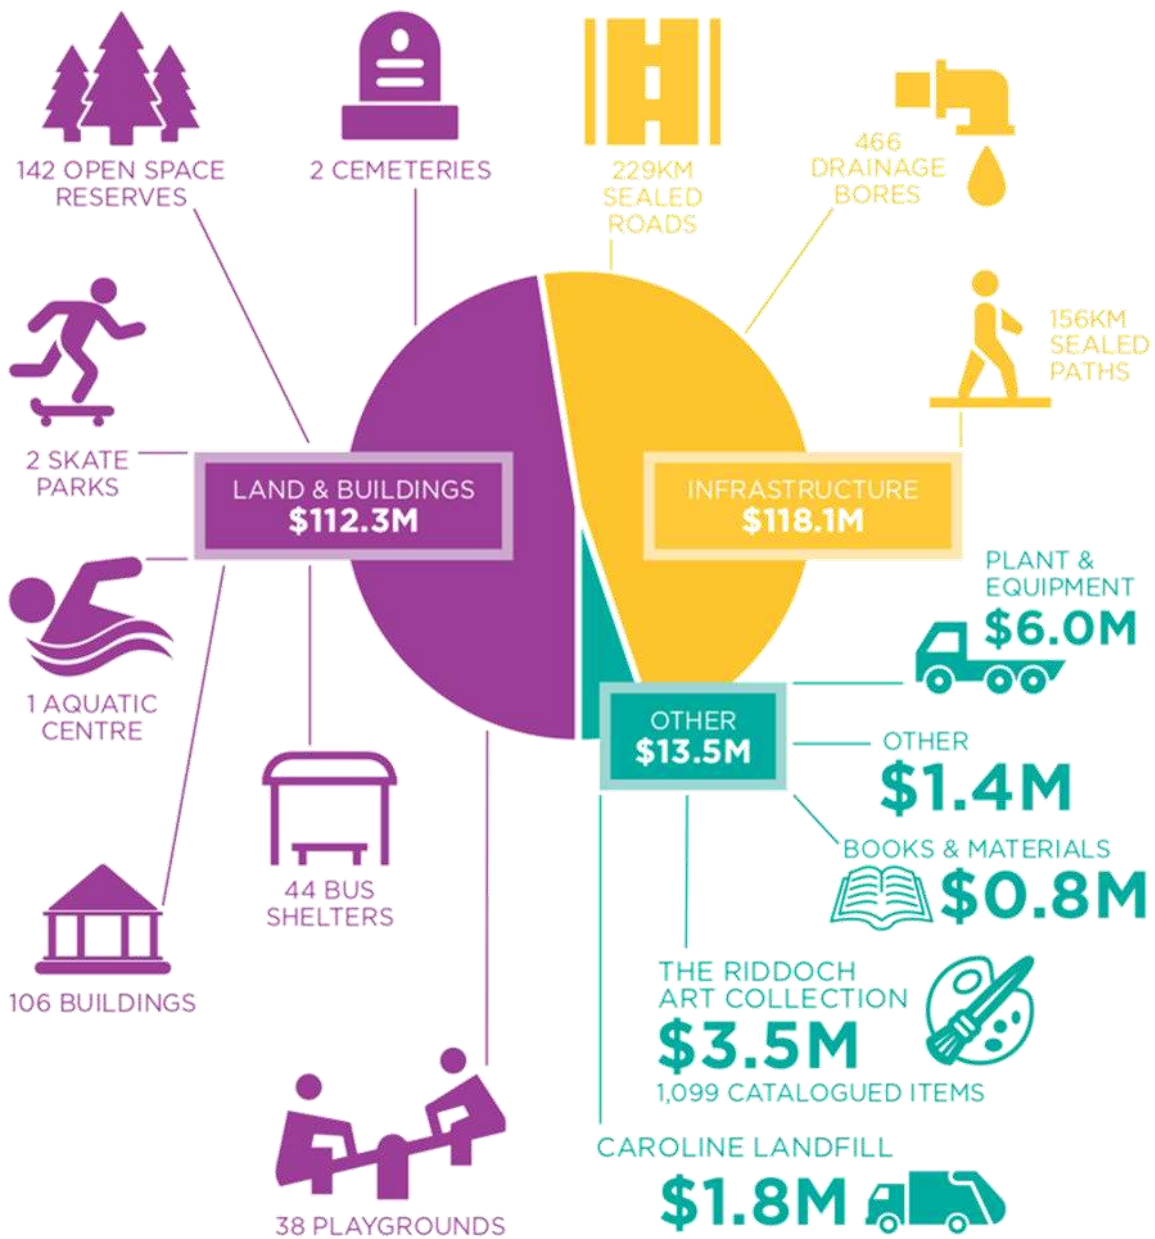 142 OPEN SPACE
RESERVES
2 CEMETERIES
229KM
SEALED
ROADS
466
DRAINAGE
BORES
156KM
SEALED
PATHS
2 SKATE
PARKS
LAND & BUILDINGS
$112.3M
INFRASTRUCTURE
$118.1M
PLANT &
EQUIPMENT
$6.0M
1 AQUATIC
CENTRE
OTHER
$13.5M
OTHER
$1.4M
BOOKS & MATERIALS
$0.8M
44 BUS
SHELTERS
106 BUILDINGS
THE RIDDOCH
ART COLLECTION
$3.5M
1,099 CATALOGUED ITEMS
CAROLINE LANDFILL
$1.8M
38 PLAYGROUNDS